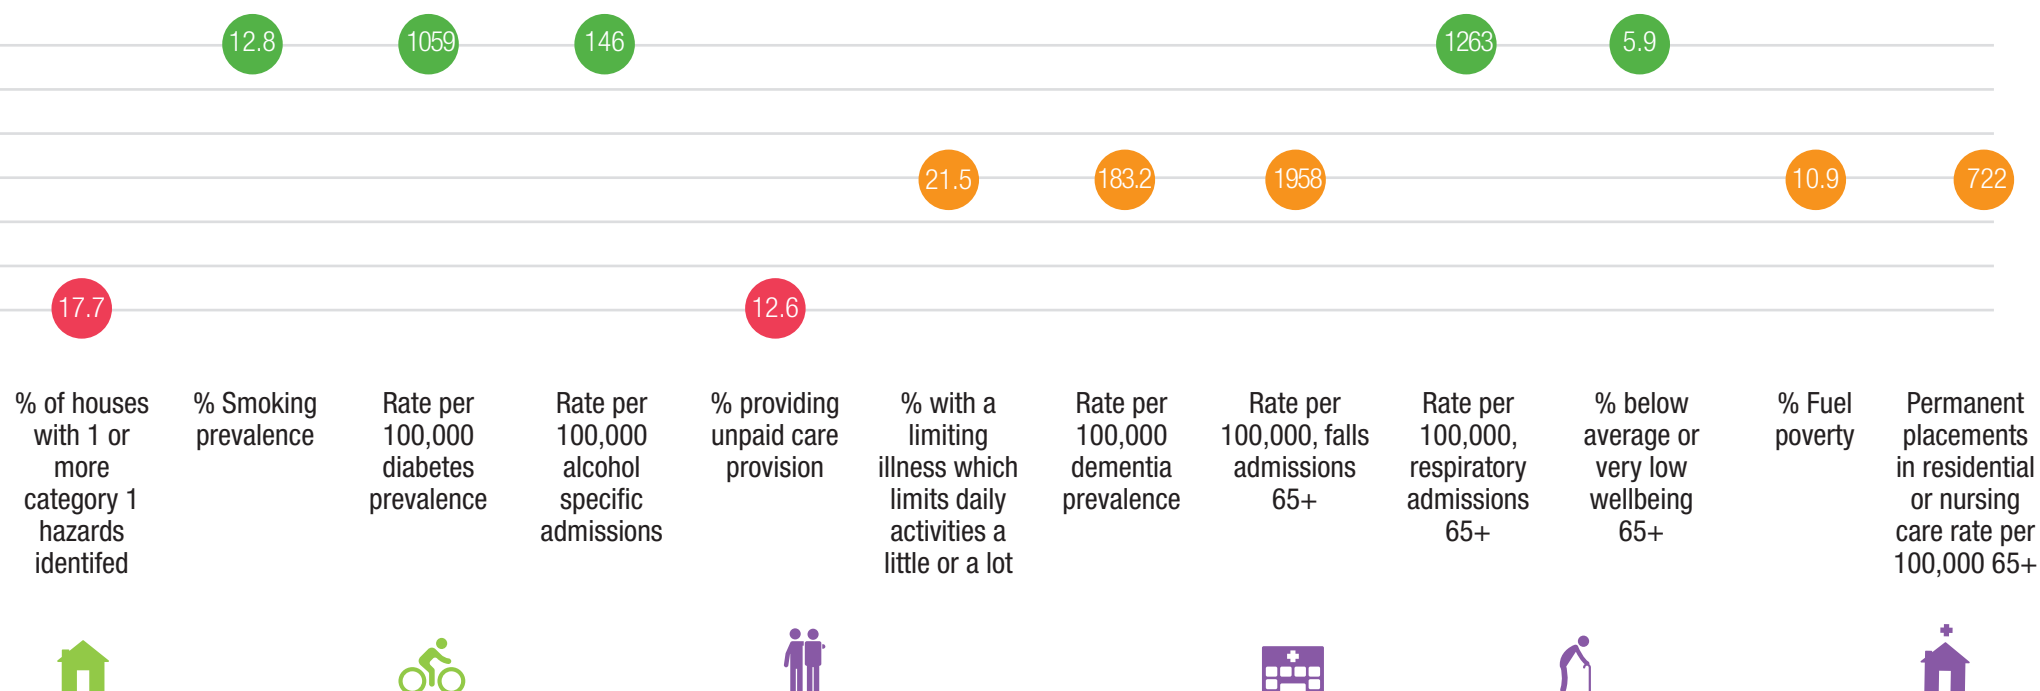 12.8
1059
146
1263
5.9
21.5
183.2
1958
10.9
722
17.7
12.6
% of houses
with 1 or
more
category 1
hazards
identifed
% Smoking
prevalence
Rate per
100,000
diabetes
prevalence
Rate per
100,000
alcohol
specific
admissions
% providing
unpaid care
provision
% with a
limiting
illness which
limits daily
activities a
little or a lot
Rate per
100,000
dementia
prevalence
Rate per
100,000, falls
admissions
65+
Rate per
100,000,
respiratory
admissions
65+
% below
average or
very low
wellbeing
65+
% Fuel
poverty
Permanent
placements
in residential
or nursing
care rate per
100,000 65+